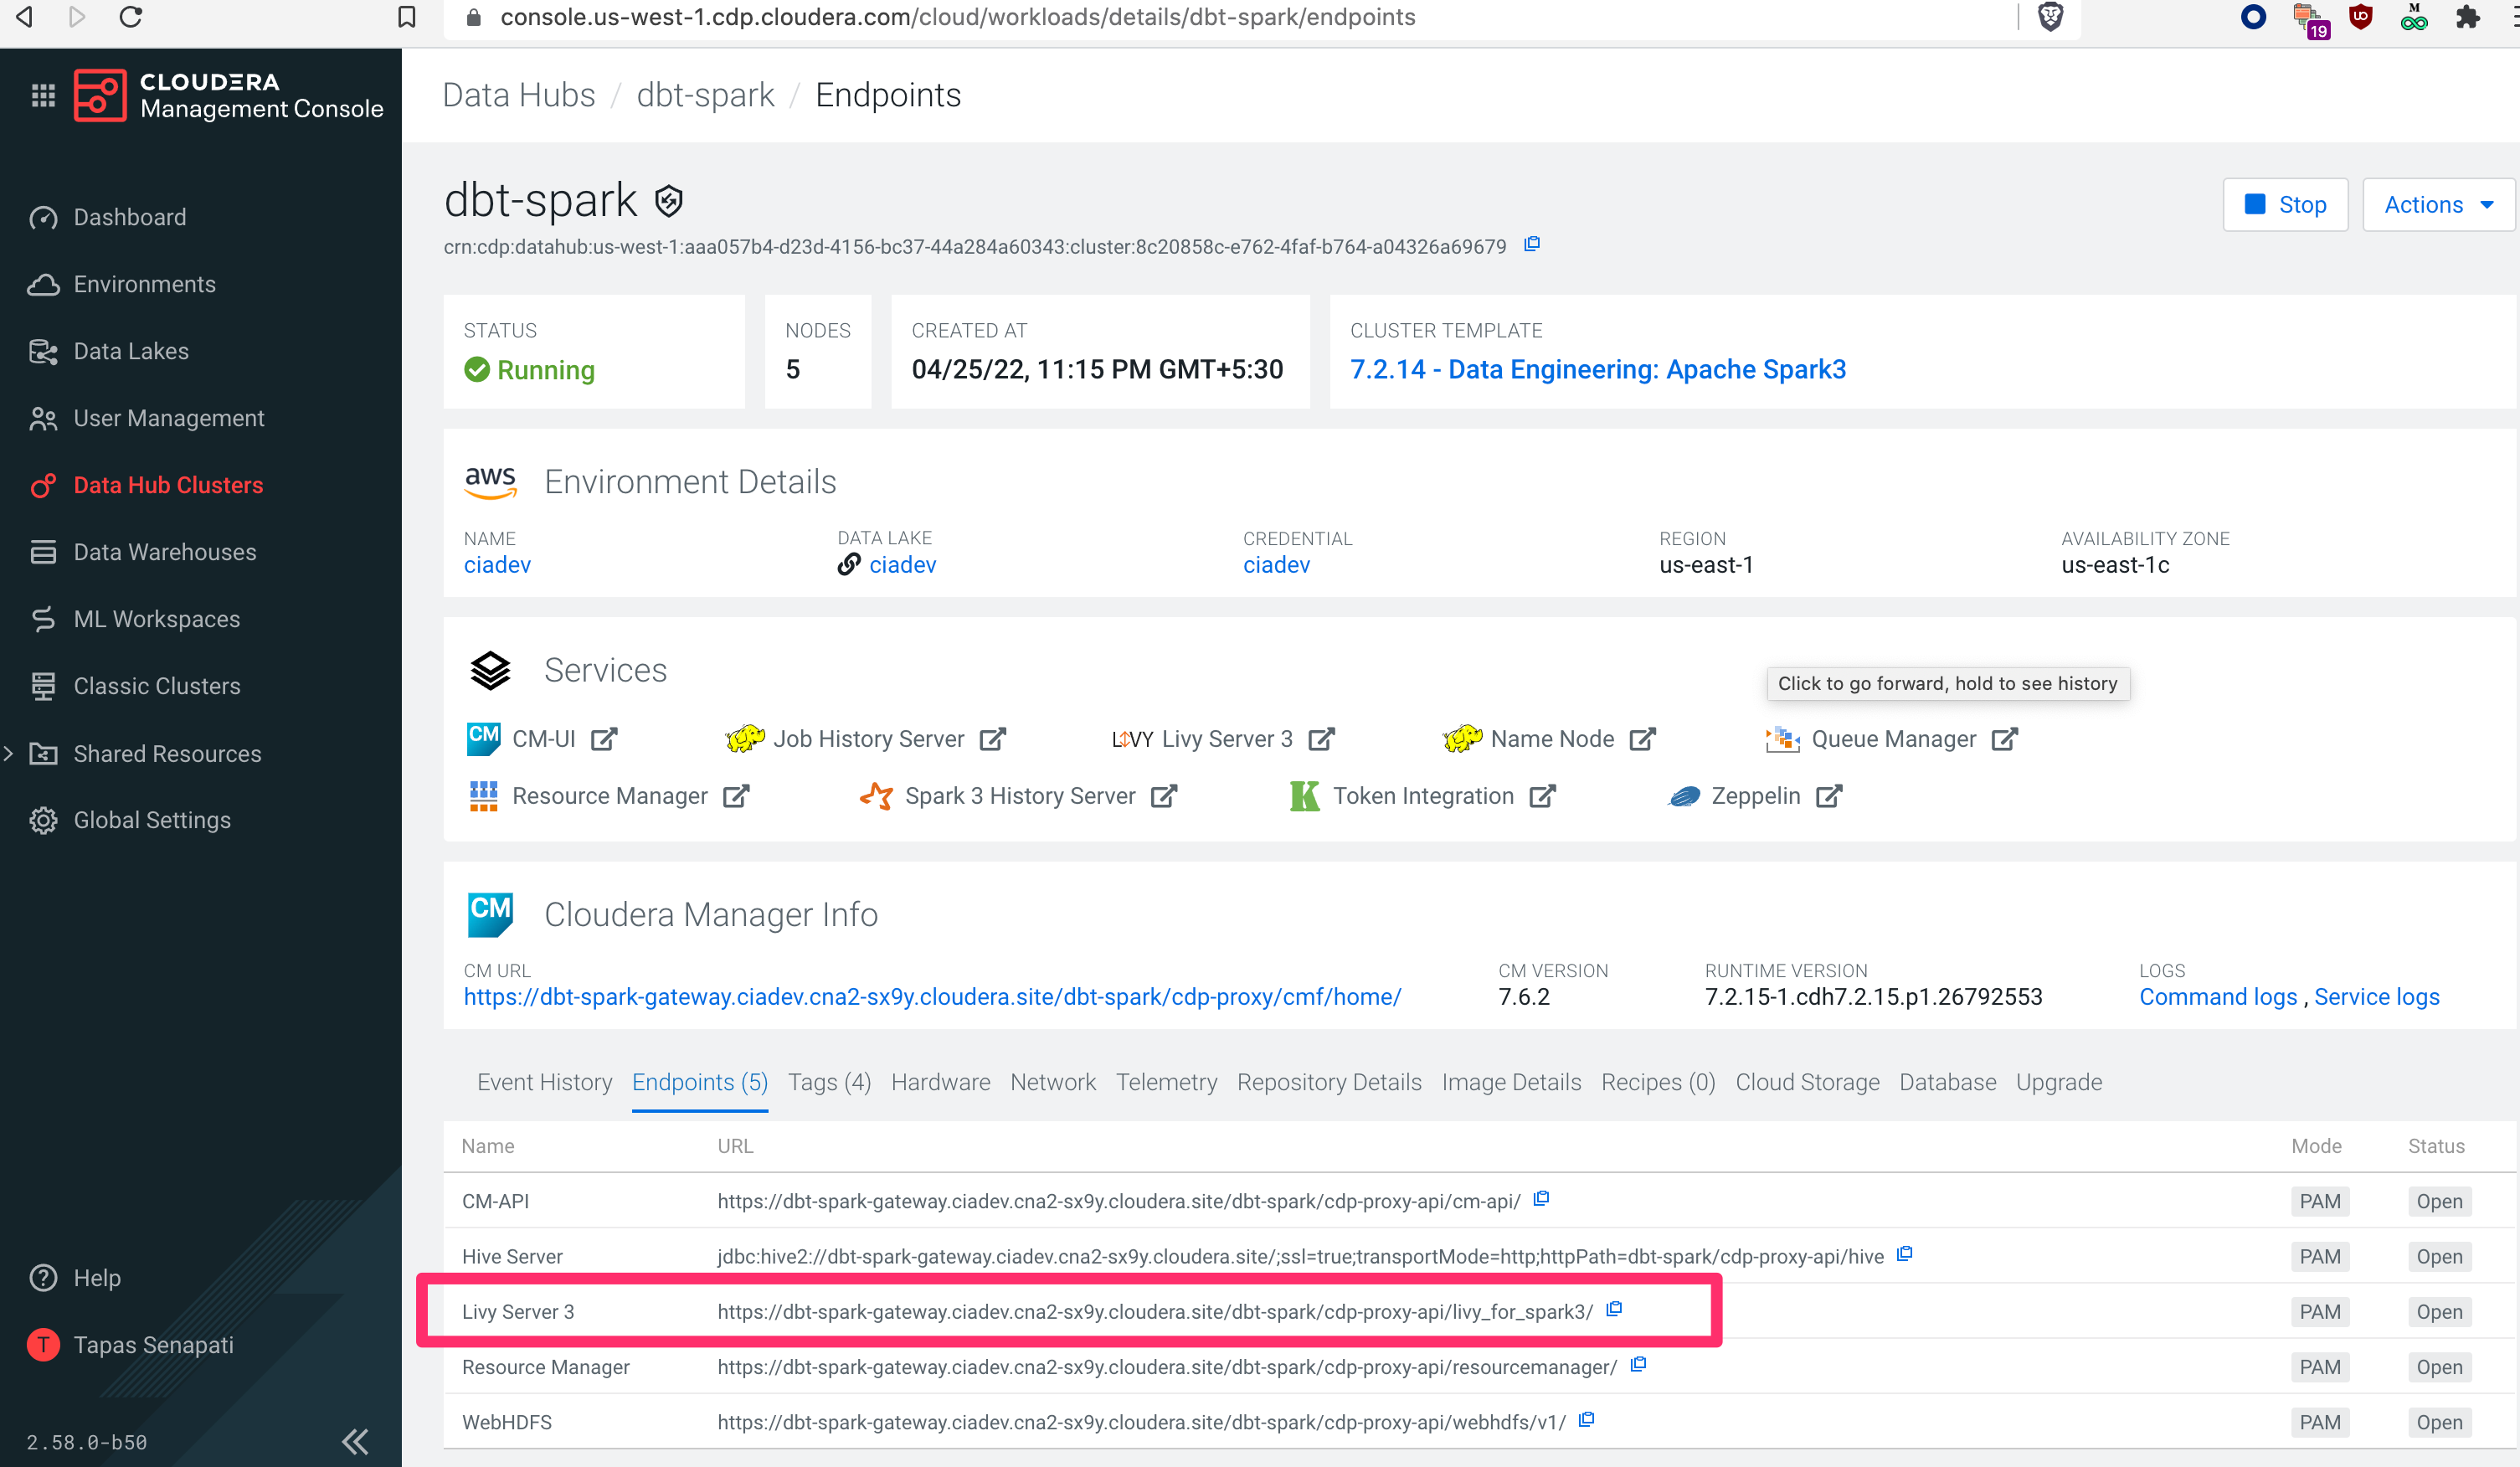 console.us-west-1.cdp.cloudera.com/cloud/workloads/details/dbt-spark/endpoints
19
UO
M
CLOUDERA
Management Console
Dashboard
Environments
Data Lakes
User Management
Data Hub Clusters
Data Warehouses
ML Workspaces
Classic Clusters
Shared Resources
Global Settings
Help
T Tapas Senapati
2.58.0-b50
Data Hubs / dbt-spark / Endpoints
dbt-spark
Stop
Actions
crn:cdp:datahub:us-west-1:aaa057b4-d23d-4156-bc37-44a284a60343:cluster:8c20858c-e762-4faf-b764-a04326a69679
STATUS NODES CREATED AT CLUSTER TEMPLATE
Running 5 04/25/22, 11:15 PM GMT+5:30 7.2.14 - Data Engineering: Apache Spark3
aws Environment Details
NAME DATA LAKE CREDENTIAL REGION AVAILABILITY ZONE
ciadev ciadev ciadev us-east-1 us-east-1c
Services
Click to go forward, hold to see history
CM CM-UI Job History Server LIVY Livy Server 3 Name Node Queue Manager
Resource Manager Spark 3 History Server K Token Integration Zeppelin
CM Cloudera Manager Info
CM URL CM VERSION RUNTIME VERSION LOGS
https://dbt-spark-gateway.ciadev.cna2-sx9y.cloudera.site/dbt-spark/cdp-proxy/cmf/home/ 7.6.2 7.2.15-1.cdh7.2.15.p1.26792553 Command logs , Service logs
Event History Endpoints (5) Tags (4) Hardware Network Telemetry Repository Details Image Details Recipes (0) Cloud Storage Database Upgrade
Name URL Mode Status
CM-API https://dbt-spark-gateway.ciadev.cna2-sx9y.cloudera.site/dbt-spark/cdp-proxy-api/cm-api/ PAM Open
Hive Server jdbc:hive2://dbt-spark-gateway.ciadev.cna2-sx9y.cloudera.site/;ssl=true;transportMode=http;httpPath=dbt-spark/cdp-proxy-api/hive PAM Open
Livy Server 3 https://dbt-spark-gateway.ciadev.cna2-sx9y.cloudera.site/dbt-spark/cdp-proxy-api/livy_for_spark3/ PAM Open
Resource Manager https://dbt-spark-gateway.ciadev.cna2-sx9y.cloudera.site/dbt-spark/cdp-proxy-api/resourcemanager/ PAM Open
WebHDFS https://dbt-spark-gateway.ciadev.cna2-sx9y.cloudera.site/dbt-spark/cdp-proxy-api/webhdfs/v1/ PAM Open